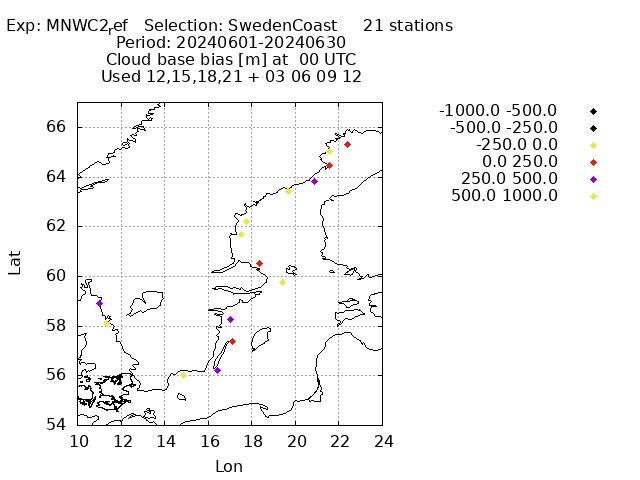 Exp: MNWC2ref   Selection: SwedenCoast     21 stations
Period: 20240601-20240630
Cloud base bias [m] at  00 UTC
Used 12,15,18,21 + 03 06 09 12
-1000.0 -500.0
-500.0 -250.0
-250.0 0.0
0.0 250.0
250.0 500.0
500.0 1000.0
66
64
62
60
58
56
54
Lat
10 12 14 16 18 20 22 24
Lon